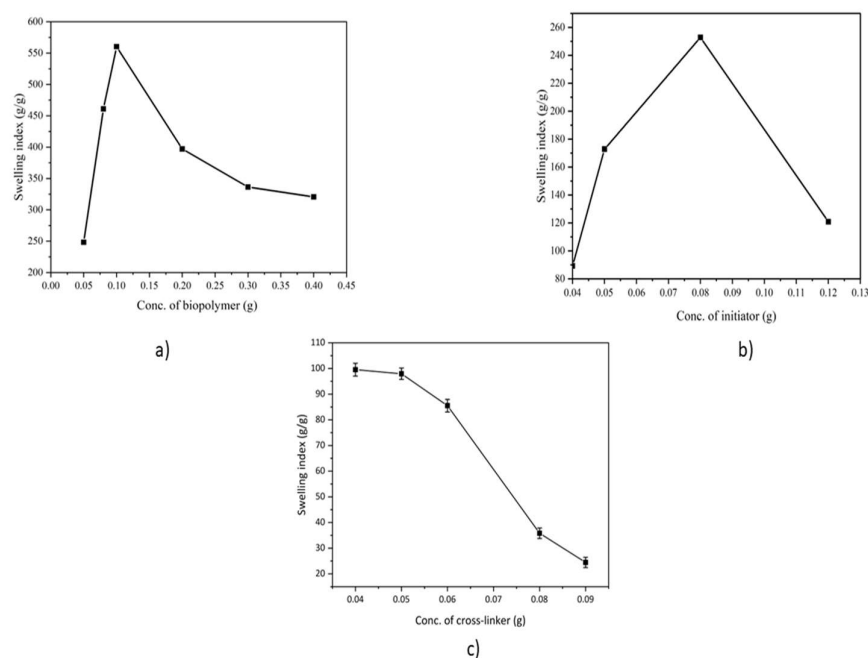 600
550
500
450
400
350
300
250
200
Swelling index (g/g)
0.00 0.05 0.10 0.15 0.20 0.25 0.30 0.35 0.40 0.45
Conc. of biopolymer (g)
a)
260
240
220
200
180
160
140
120
100
80
Swelling index (g/g)
0.04 0.05 0.06 0.07 0.08 0.09 0.10 0.11 0.12 0.13
Conc. of initiator (g)
b)
110
100
90
80
70
60
50
40
30
20
Swelling index (g/g)
0.04 0.05 0.06 0.07 0.08 0.09
Conc. of cross-linker (g)
c)